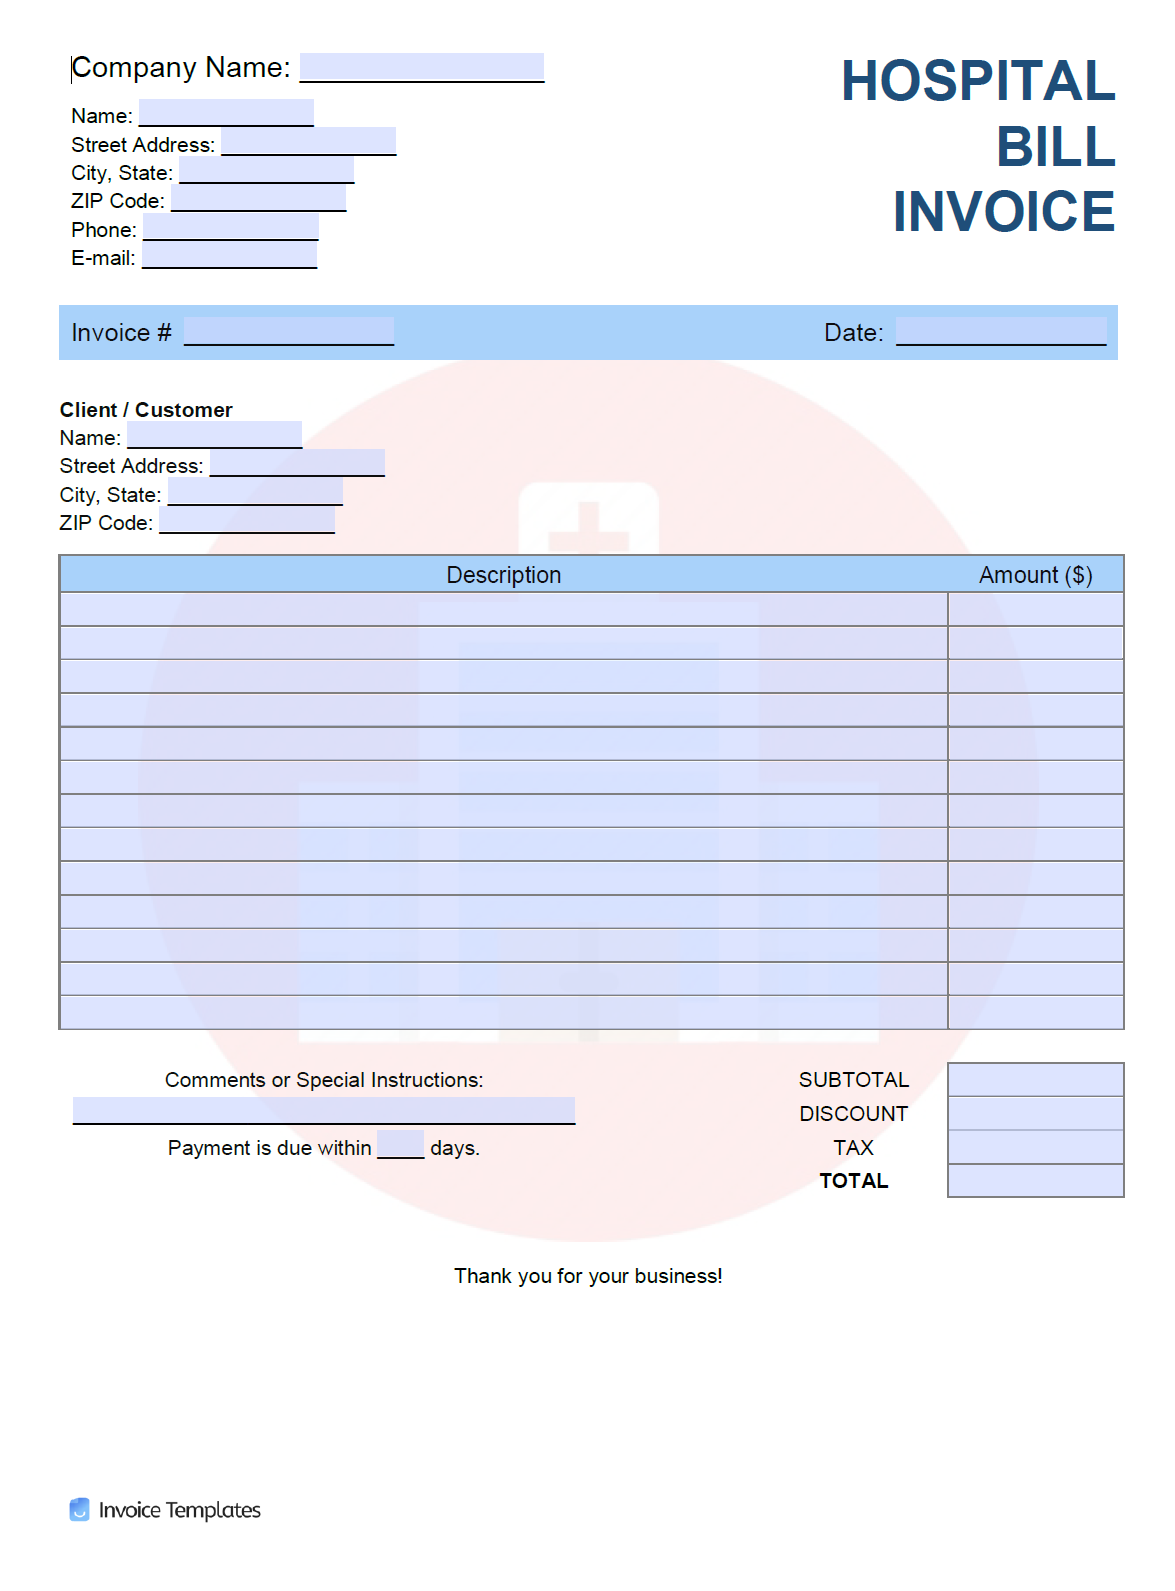 Company Name:
HOSPITAL
BILL
INVOICE
Name:
Street Address:
City, State:
ZIP Code:
Phone:
E-mail:
Invoice # Date:
Client / Customer
Name:
Street Address:
City, State:
ZIP Code:
Description Amount ($)
Comments or Special Instructions:
Payment is due within days.
SUBTOTAL
DISCOUNT
TAX
TOTAL
Thank you for your business!
Invoice Templates